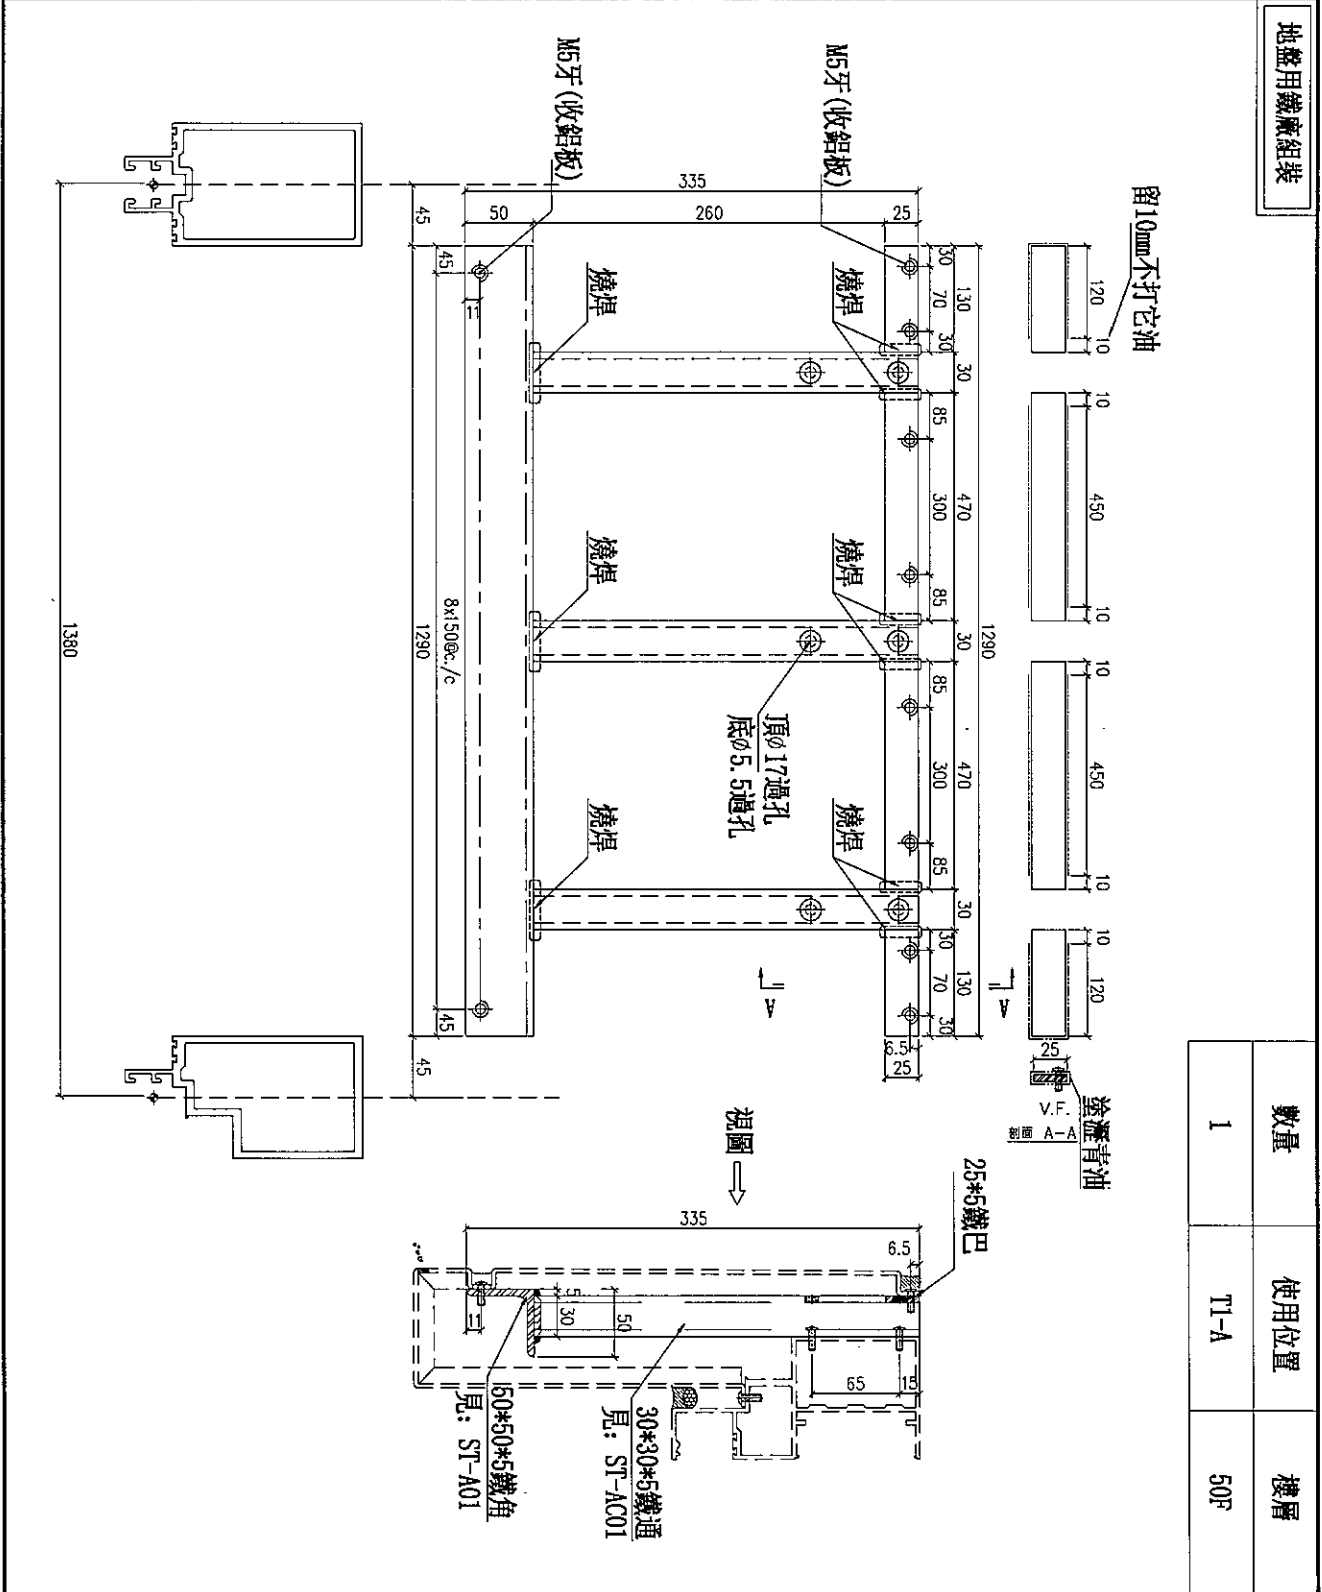 地盤用鐵廠組裝
數量
使用位置
樓層
1
T1-A
50F
留10mm不打它油
120
10
10
450
10
10
450
10
10
120
25
塗瀝青油
V.F.
剖面 A-A
1290
130
30
470
30
470
30
130
30
70
30
85
300
85
85
300
85
30
70
30
6.5
25
M5牙(收鋁板)
M5牙(收鋁板)
335
25
260
50
燒焊
燒焊
燒焊
燒焊
燒焊
燒焊
頂ø17過孔
底ø5.5過孔
A
A
11
45
45
8x150@c./c
45
1290
45
1380
視圖
25*5鐵巴
335
6.5
5
30
50
11
65
15
30*30*5鐵通
見: ST-AC01
50*50*5鐵角
見: ST-A01